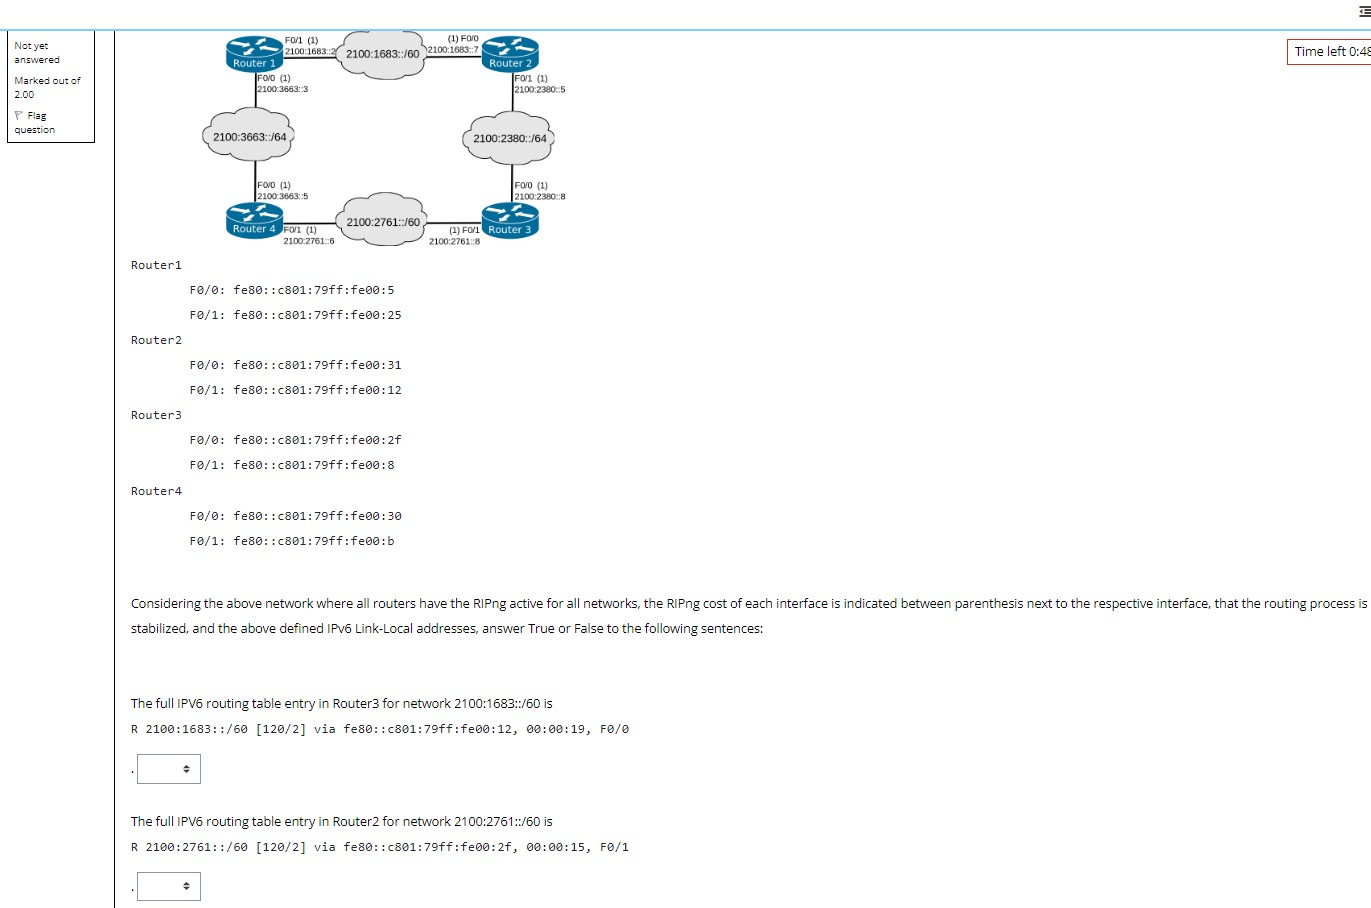 Not yet
answered
Marked out of
2.00
Flag
question
Time left 0:48
F0/1 (1)
2100:1683::2
2100:1683::/60
(1) F0/0
2100:1683::7
Router 1
Router 2
F0/0 (1)
2100:3663::3
F0/1 (1)
2100:2380::5
2100:3663::/64
2100:2380::/64
F0/0 (1)
2100:3663::5
F0/0 (1)
2100:2380::8
Router 4
F0/1 (1)
2100:2761::6
2100:2761::/60
(1) F0/1
2100:2761::8
Router 3
Router1
F0/0: fe80::c801:79ff:fe00:5
F0/1: fe80::c801:79ff:fe00:25
Router2
F0/0: fe80::c801:79ff:fe00:31
F0/1: fe80::c801:79ff:fe00:12
Router3
F0/0: fe80::c801:79ff:fe00:2f
F0/1: fe80::c801:79ff:fe00:8
Router4
F0/0: fe80::c801:79ff:fe00:30
F0/1: fe80::c801:79ff:fe00:b
Considering the above network where all routers have the RIPng active for all networks, the RIPng cost of each interface is indicated between parenthesis next to the respective interface, that the routing process is
stabilized, and the above defined IPv6 Link-Local addresses, answer True or False to the following sentences:
The full IPV6 routing table entry in Router3 for network 2100:1683::/60 is
R 2100:1683::/60 [120/2] via fe80::c801:79ff:fe00:12, 00:00:19, F0/0
.
The full IPV6 routing table entry in Router2 for network 2100:2761::/60 is
R 2100:2761::/60 [120/2] via fe80::c801:79ff:fe00:2f, 00:00:15, F0/1
.